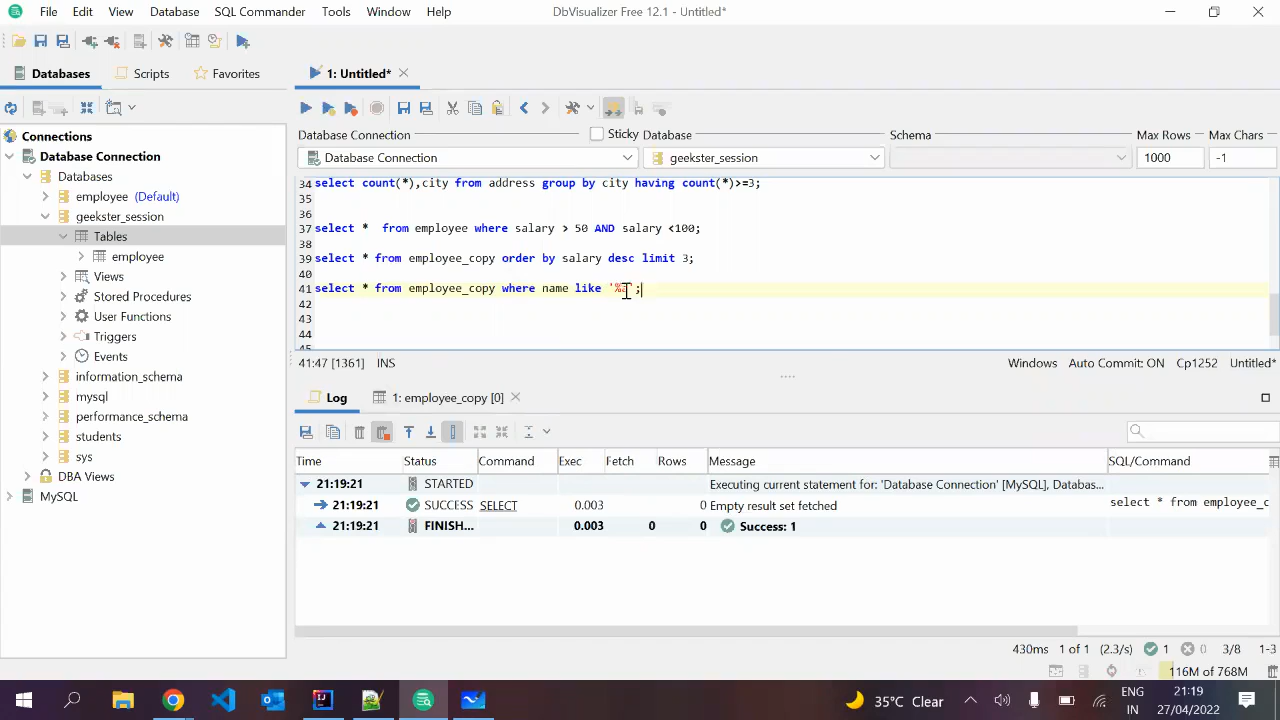 File Edit View Database SQL Commander Tools Window Help DbVisualizer Free 12.1 - Untitled*
Databases Scripts Favorites 1: Untitled*
Database Connection Sticky Database Schema Max Rows Max Chars
Database Connection geekster_session 1000 -1
Connections
Database Connection
Databases
employee (Default)
geekster_session
Tables
employee
Views
Stored Procedures
User Functions
Triggers
Events
information_schema
mysql
performance_schema
students
sys
DBA Views
MySQL
34 select count(*),city from address group by city having count(*)>=3;
35
36
37 select * from employee where salary > 50 AND salary <100;
38
39 select * from employee_copy order by salary desc limit 3;
40
41 select * from employee_copy where name like '% ;
42
43
44
45
41:47 [1361] INS Windows Auto Commit: ON Cp1252 Untitled*
Log 1: employee_copy [0]
Time Status Command Exec Fetch Rows Message SQL/Command
21:19:21 STARTED Executing current statement for: 'Database Connection' [MySQL], Databas...
21:19:21 SUCCESS SELECT 0.003 0 Empty result set fetched select * from employee_c
21:19:21 FINISH... 0.003 0 0 Success: 1
430ms 1 of 1 (2.3/s) 1 0 3/8 1-3
116M of 768M
35°C Clear ENG 21:19
IN 27/04/2022